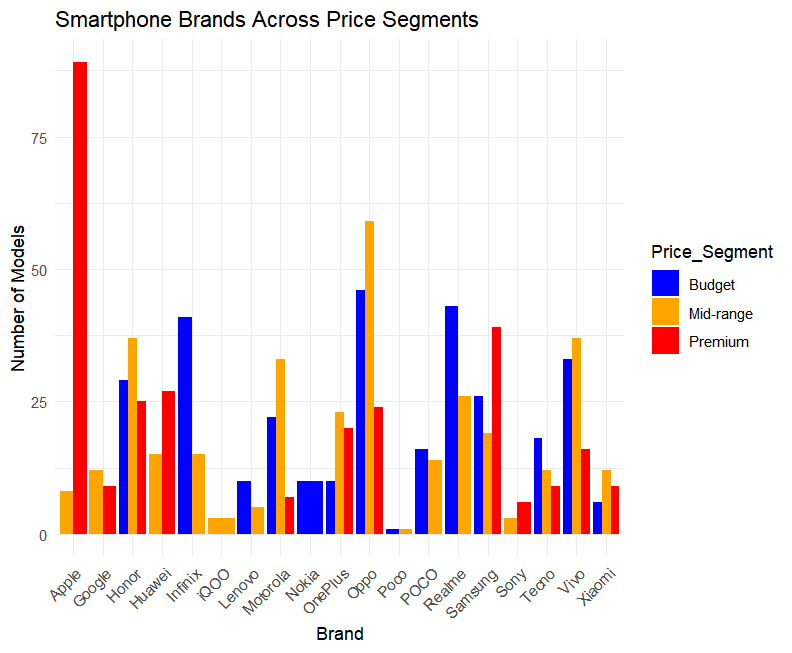 Smartphone Brands Across Price Segments
Number of Models
75
50
25
0
Apple
Google
Honor
Huawei
Infinix
iQOO
Lenovo
Motorola
Nokia
OnePlus
Oppo
Poco
POCO
Realme
Samsung
Sony
Tecno
Vivo
Xiaomi
Brand
Price_Segment
Budget
Mid-range
Premium